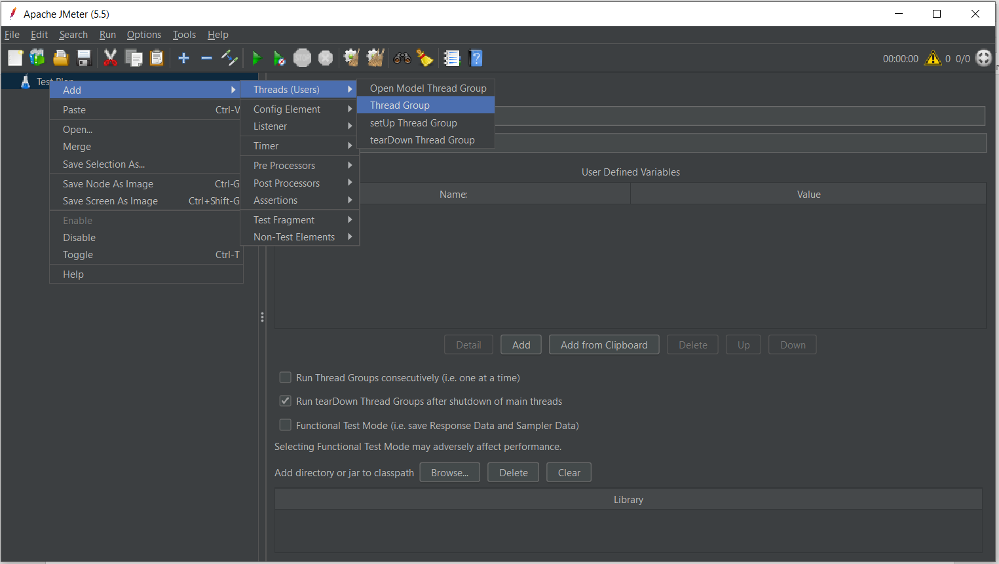 Apache JMeter (5.5)
File Edit Search Run Options Tools Help
00:00:00 0 0/0
Test Plan
Add
Paste Ctrl-V
Open...
Merge
Save Selection As...
Save Node As Image Ctrl-G
Save Screen As Image Ctrl+Shift-G
Enable
Disable
Toggle Ctrl-T
Help
Threads (Users)
Config Element
Listener
Timer
Pre Processors
Post Processors
Assertions
Test Fragment
Non-Test Elements
Open Model Thread Group
Thread Group
setUp Thread Group
tearDown Thread Group
User Defined Variables
Name: Value
Detail Add Add from Clipboard Delete Up Down
Run Thread Groups consecutively (i.e. one at a time)
Run tearDown Thread Groups after shutdown of main threads
Functional Test Mode (i.e. save Response Data and Sampler Data)
Selecting Functional Test Mode may adversely affect performance.
Add directory or jar to classpath Browse... Delete Clear
Library